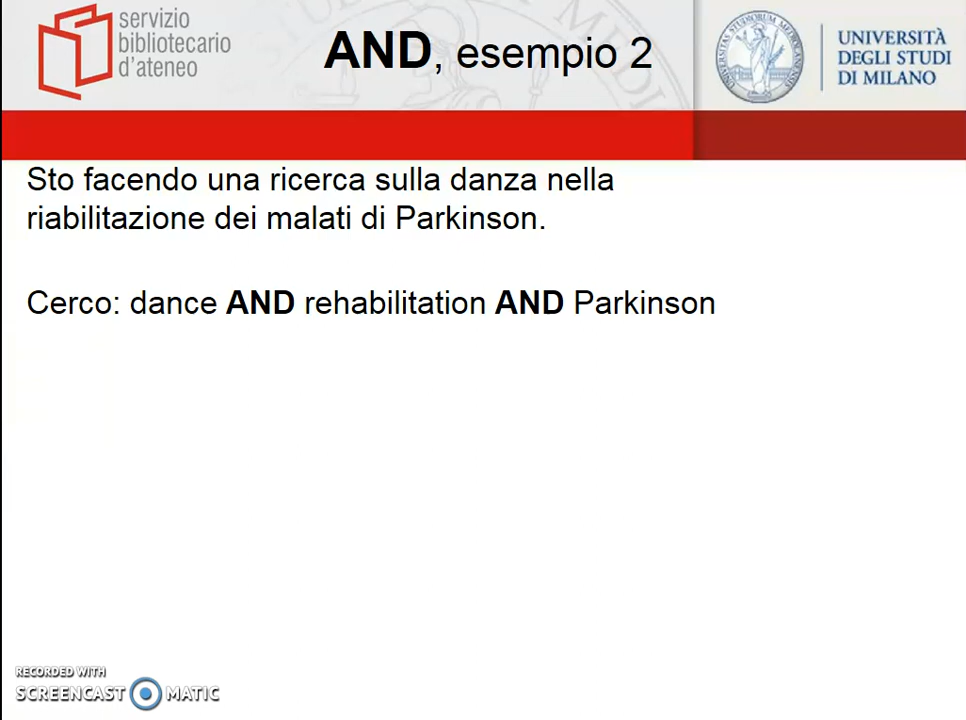 servizio
bibliotecario
d'ateneo
AND, esempio 2
UNIVERSITÀ
DEGLI STUDI
DI MILANO
Sto facendo una ricerca sulla danza nella
riabilitazione dei malati di Parkinson.
Cerco: dance AND rehabilitation AND Parkinson
RECORDED WITH
SCREENCAST MATIC